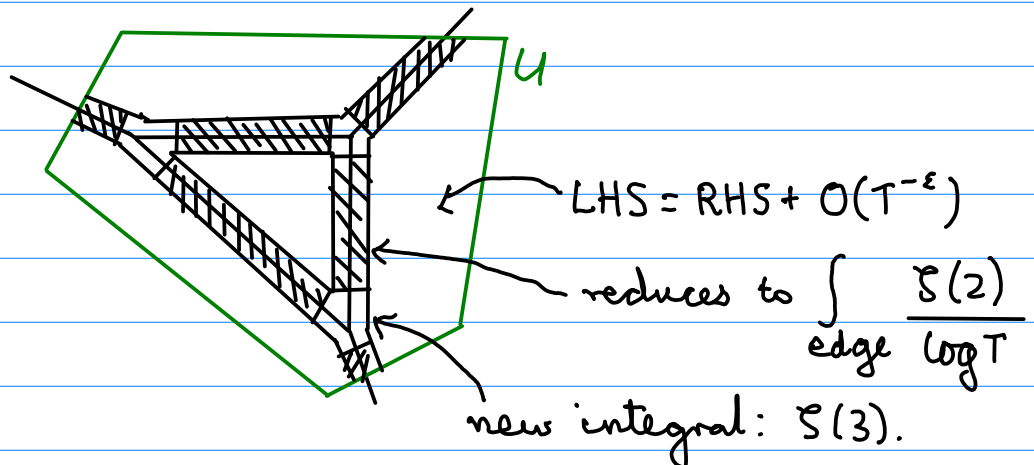 U
LHS = RHS + O(T^{-ε})
reduces to ∫_{edge} ζ(2)/log T
new integral: ζ(3).